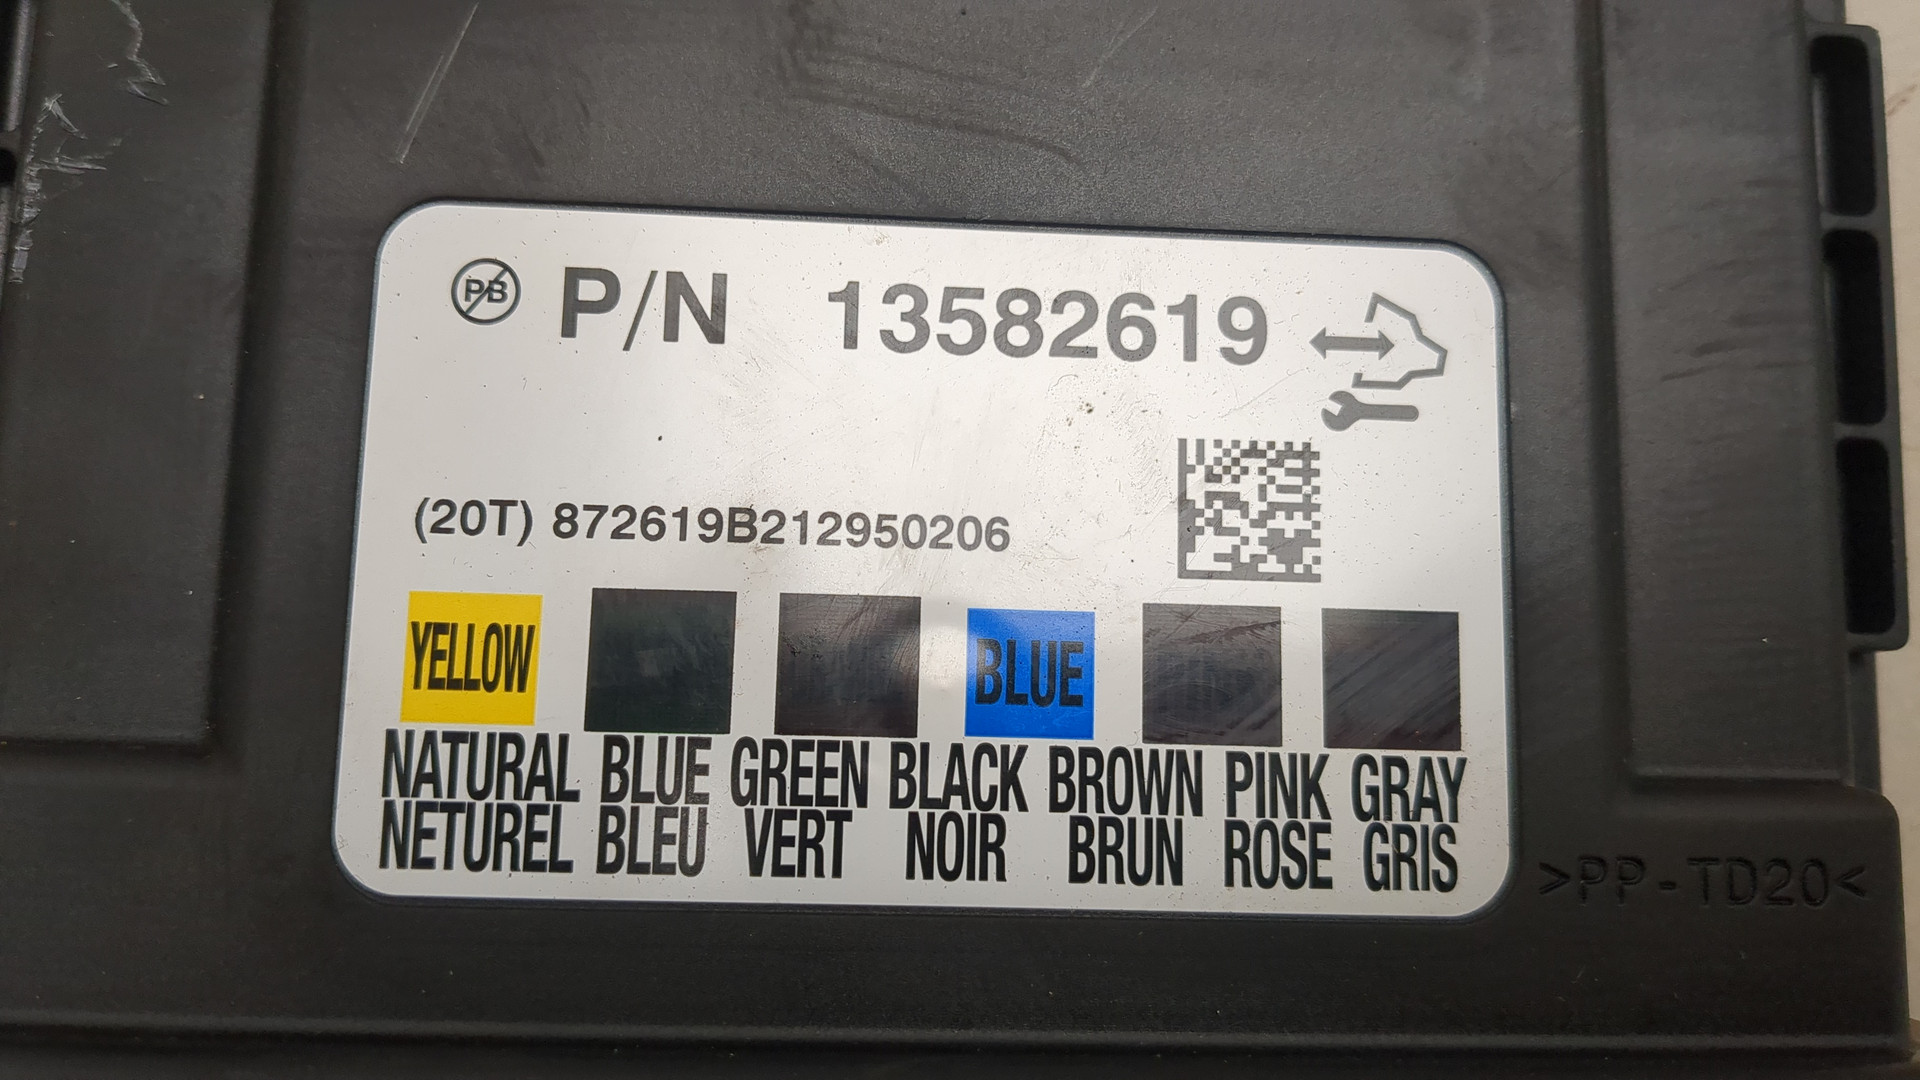 PB P/N 13582619
(20T) 872619B212950206
YELLOW BLUE
NATURAL BLUE GREEN BLACK BROWN PINK GRAY
NETUREL BLEU VERT NOIR BRUN ROSE GRIS
>PP-TD20<